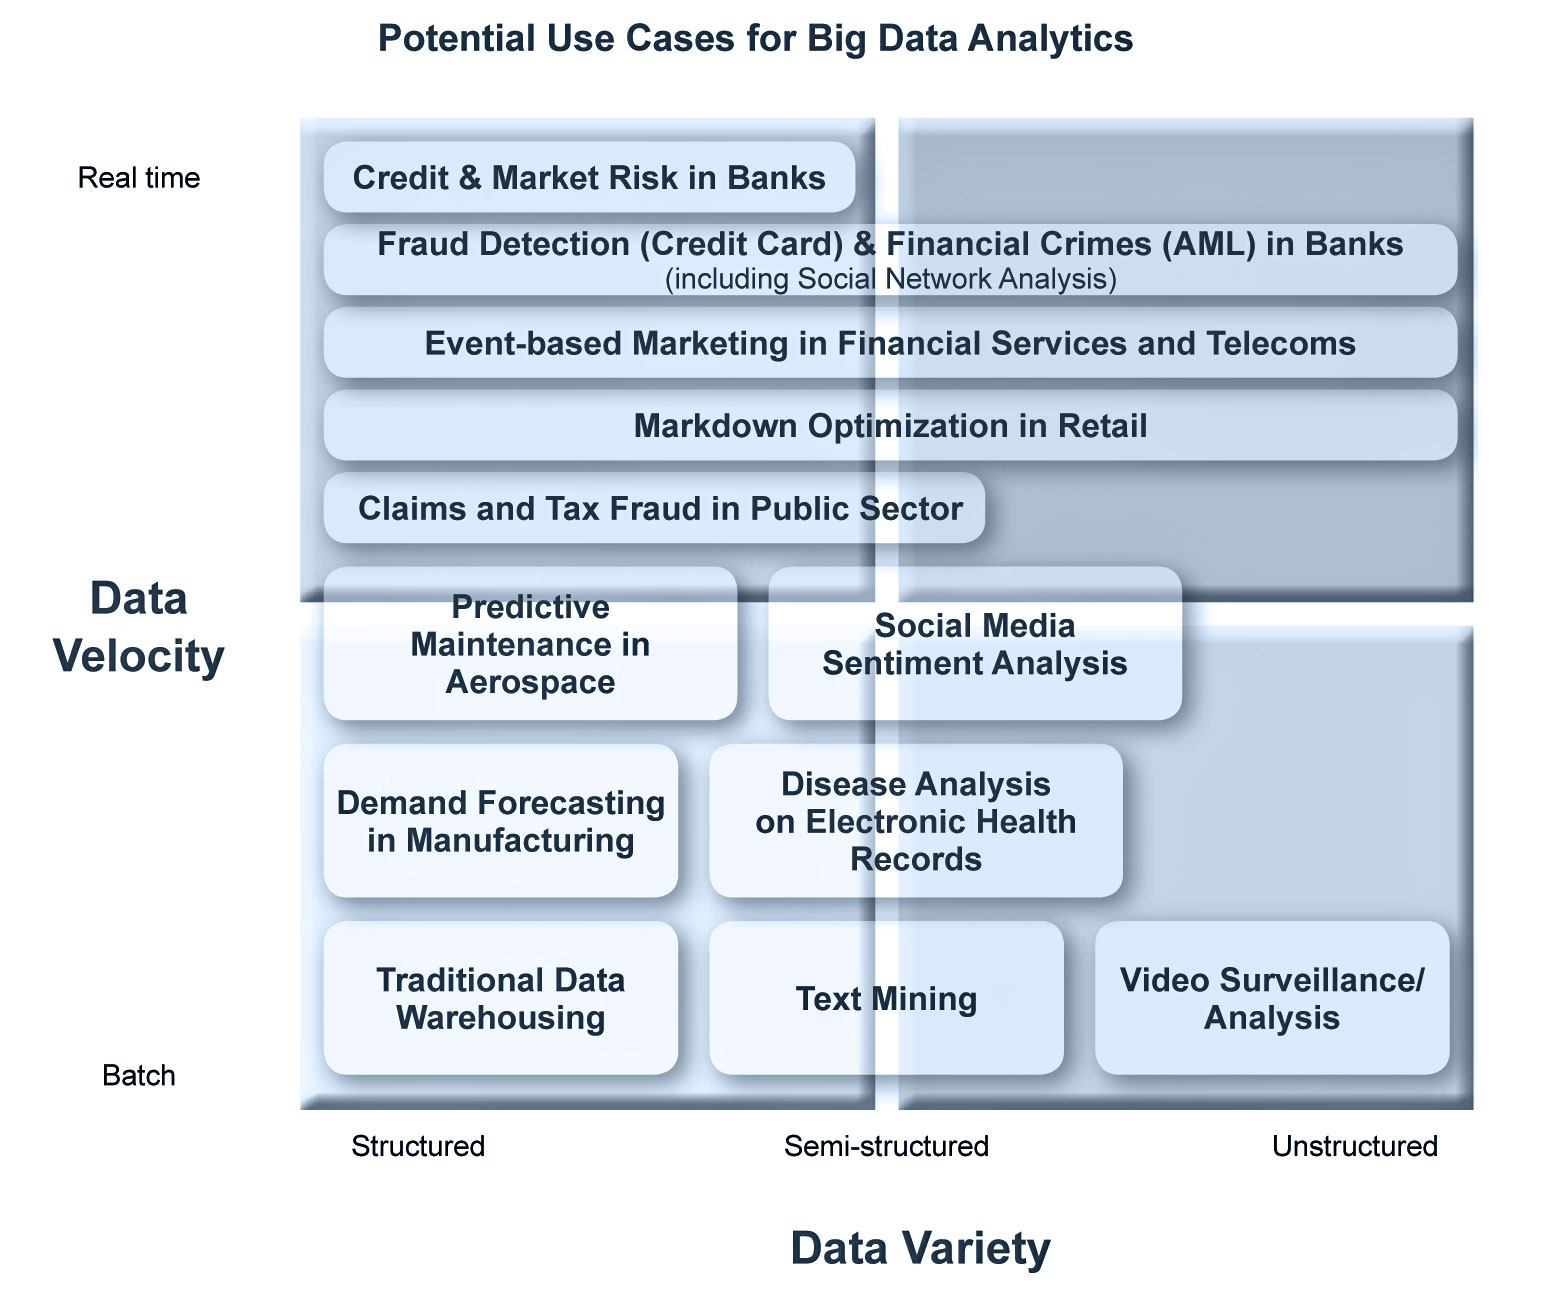 Potential Use Cases for Big Data Analytics
Real time
Credit & Market Risk in Banks
Fraud Detection (Credit Card) & Financial Crimes (AML) in Banks
(including Social Network Analysis)
Event-based Marketing in Financial Services and Telecoms
Markdown Optimization in Retail
Claims and Tax Fraud in Public Sector
Data
Velocity
Predictive
Maintenance in
Aerospace
Social Media
Sentiment Analysis
Demand Forecasting
in Manufacturing
Disease Analysis
on Electronic Health
Records
Traditional Data
Warehousing
Text Mining
Video Surveillance/
Analysis
Batch
Structured
Semi-structured
Unstructured
Data Variety